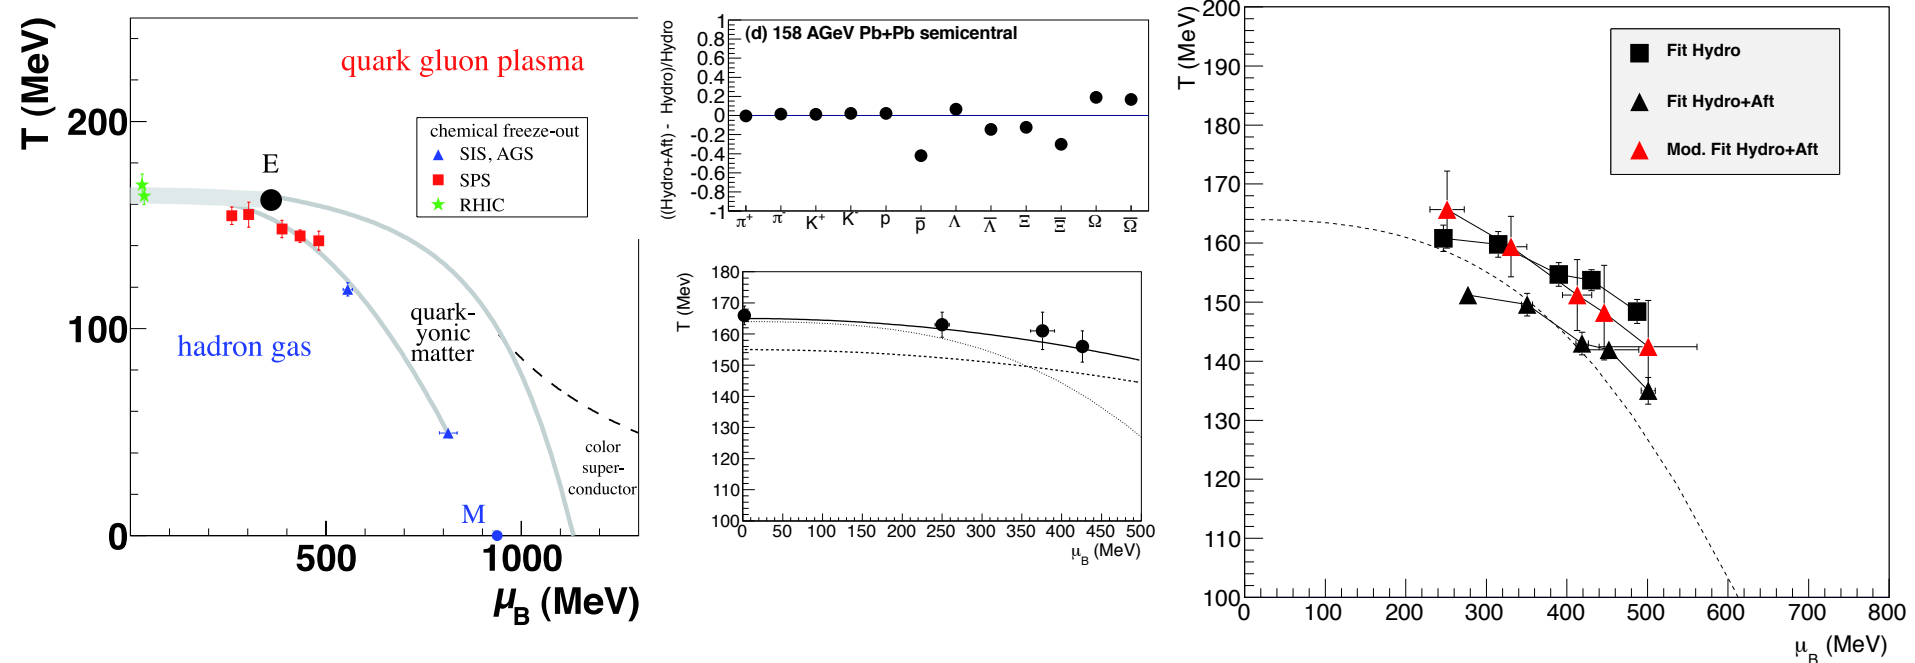 T (MeV)
200
100
0
quark gluon plasma
E
chemical freeze-out
SIS, AGS
SPS
RHIC
quark-
yonic
matter
hadron gas
color
super-
conductor
M
500
1000
μB (MeV)
((Hydro+Aft) - Hydro)/Hydro
(d) 158 AGeV Pb+Pb semicentral
1
0.8
0.6
0.4
0.2
0
-0.2
-0.4
-0.6
-0.8
-1
π+ π- K+ K- p p̅ Λ Λ̅ Ξ Ξ̅ Ω Ω̅
T (Mev)
180
170
160
150
140
130
120
110
100
0 50 100 150 200 250 300 350 400 450 500
μB (MeV)
T (MeV)
200
190
180
170
160
150
140
130
120
110
100
Fit Hydro
Fit Hydro+Aft
Mod. Fit Hydro+Aft
0 100 200 300 400 500 600 700 800
μB (MeV)